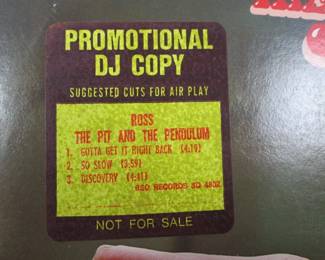 PROMOTIONAL
DJ COPY
SUGGESTED CUTS FOR AIR PLAY
ROSS
THE PIT AND THE PENDULUM
1. GOTTA GET IT RIGHT BACK (4:10)
2. SO SLOW (3:59)
3. DISCOVERY (4:41)
RSO RECORDS SO 4802
NOT FOR SALE